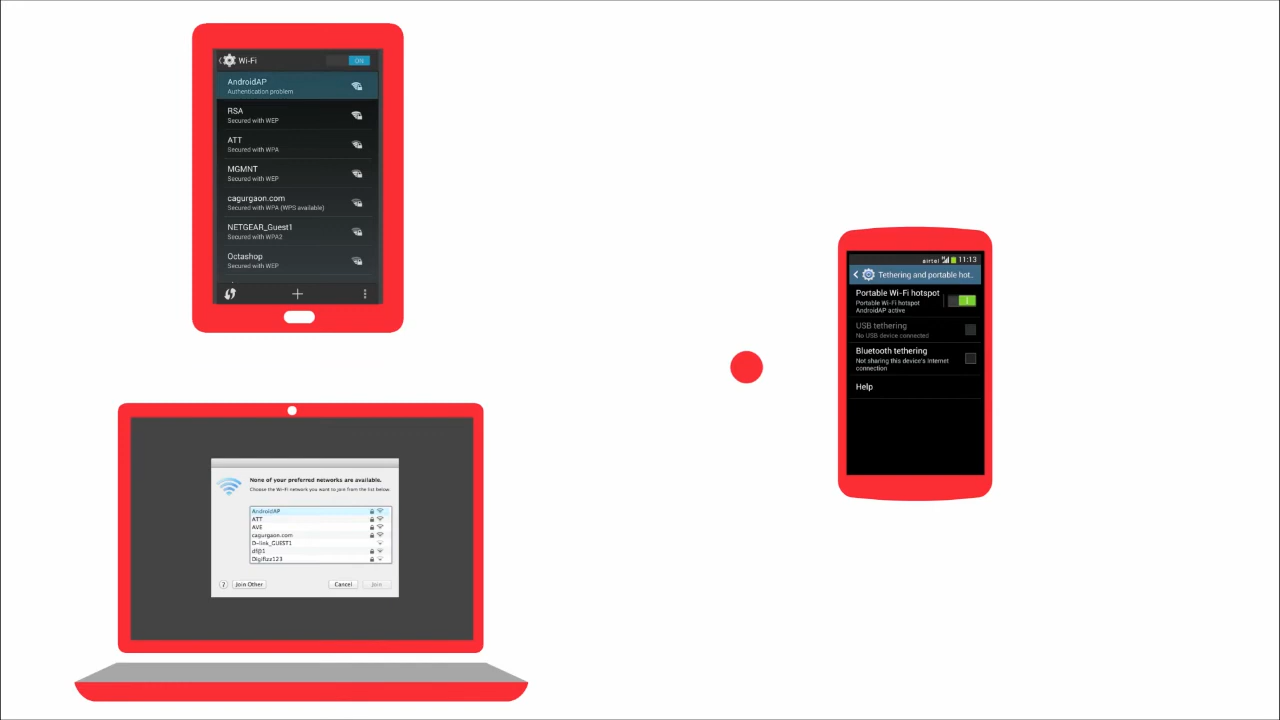 Wi-Fi
ON
AndroidAP
Authentication problem
RSA
Secured with WEP
ATT
Secured with WPA
MGMNT
Secured with WEP
cagurgaon.com
Secured with WPA (WPS available)
NETGEAR_Guest1
Secured with WPA2
Octashop
Secured with WEP
airtel 11:13
Tethering and portable hot..
Portable Wi-Fi hotspot
Portable Wi-Fi hotspot
AndroidAP active
USB tethering
No USB device connected
Bluetooth tethering
Not sharing this device's Internet
connection
Help
None of your preferred networks are available.
Choose the Wi-Fi network you want to join from the list below.
AndroidAP
ATT
AVE
cagurgaon.com
D-link_GUEST1
Digifizz123
? Join Other Cancel Join